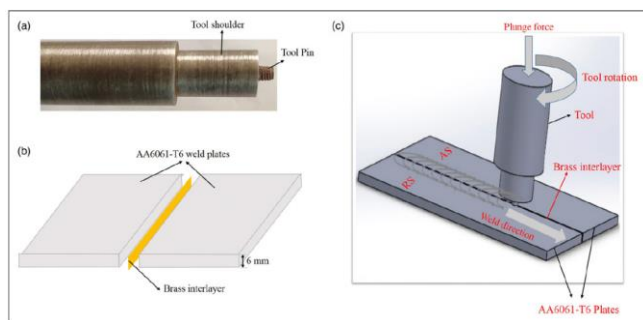 (a)
Tool shoulder
Tool Pin
(b)
AA6061-T6 weld plates
6 mm
Brass interlayer
(c)
Plunge force
Tool rotation
Tool
AS
Brass interlayer
RS
Weld direction
AA6061-T6 Plates